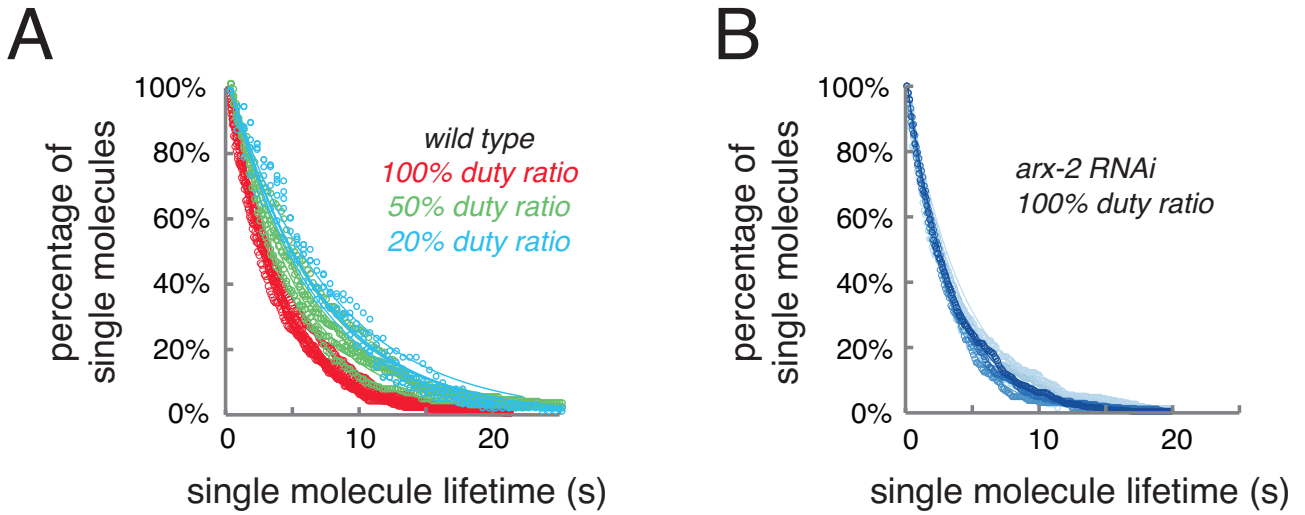 A
percentage of
single molecules
100%
80%
60%
40%
20%
0%
wild type
100% duty ratio
50% duty ratio
20% duty ratio
0
10
20
single molecule lifetime (s)
B
percentage of
single molecules
100%
80%
60%
40%
20%
0%
arx-2 RNAi
100% duty ratio
0
10
20
single molecule lifetime (s)